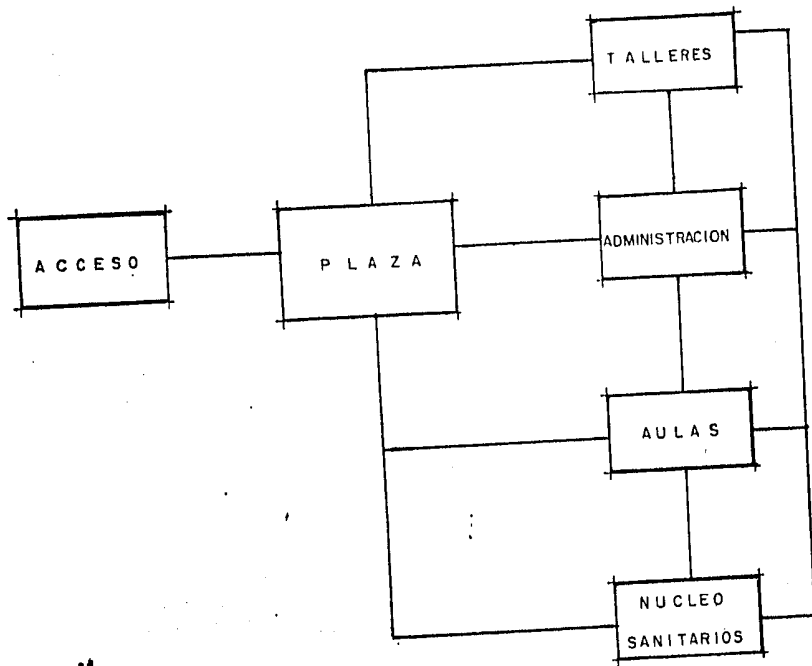 TALLERES
ADMINISTRACION
ACCESO
PLAZA
AULAS
NUCLEO
SANITARIOS